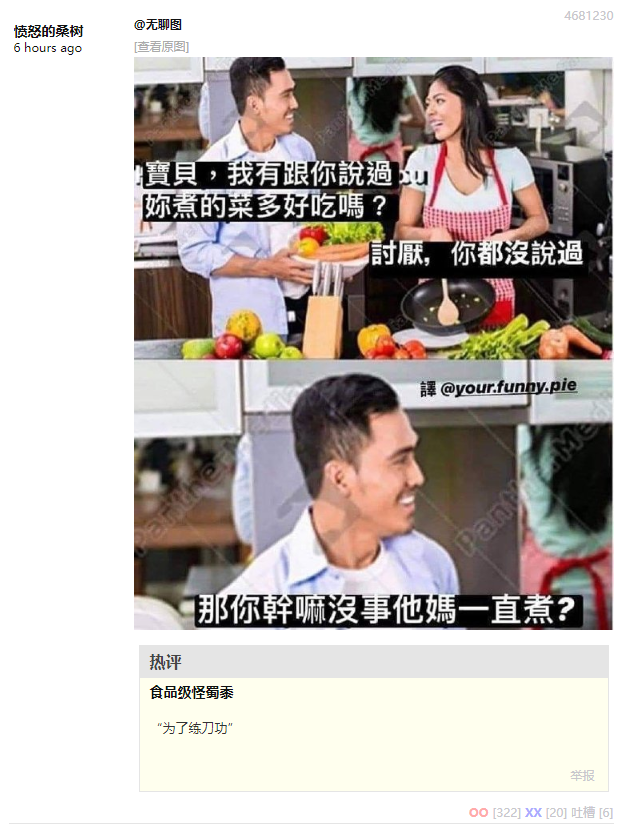 4681230
愤怒的桑树
6 hours ago
@无聊图
[查看原图]
寶貝，我有跟你說過
妳煮的菜多好吃嗎？
討厭, 你都沒說過
譯 @your.funny.pie
那你幹嘛沒事他媽一直煮?
热评
食品级怪蜀黍
“为了练刀功”
举报
OO [322] XX [20] 吐槽 [6]